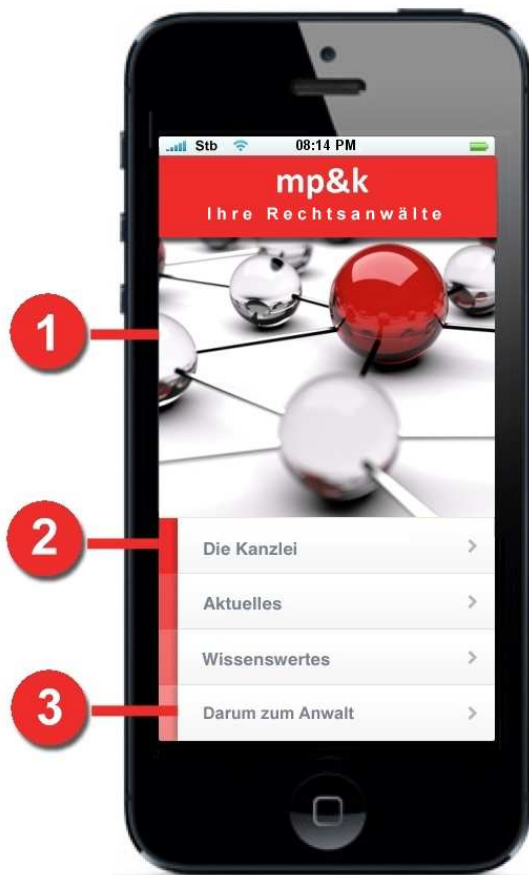 Stb 08:14 PM
mp&k
Ihre Rechtsanwälte
1
2
Die Kanzlei
Aktuelles
Wissenswertes
3
Darum zum Anwalt